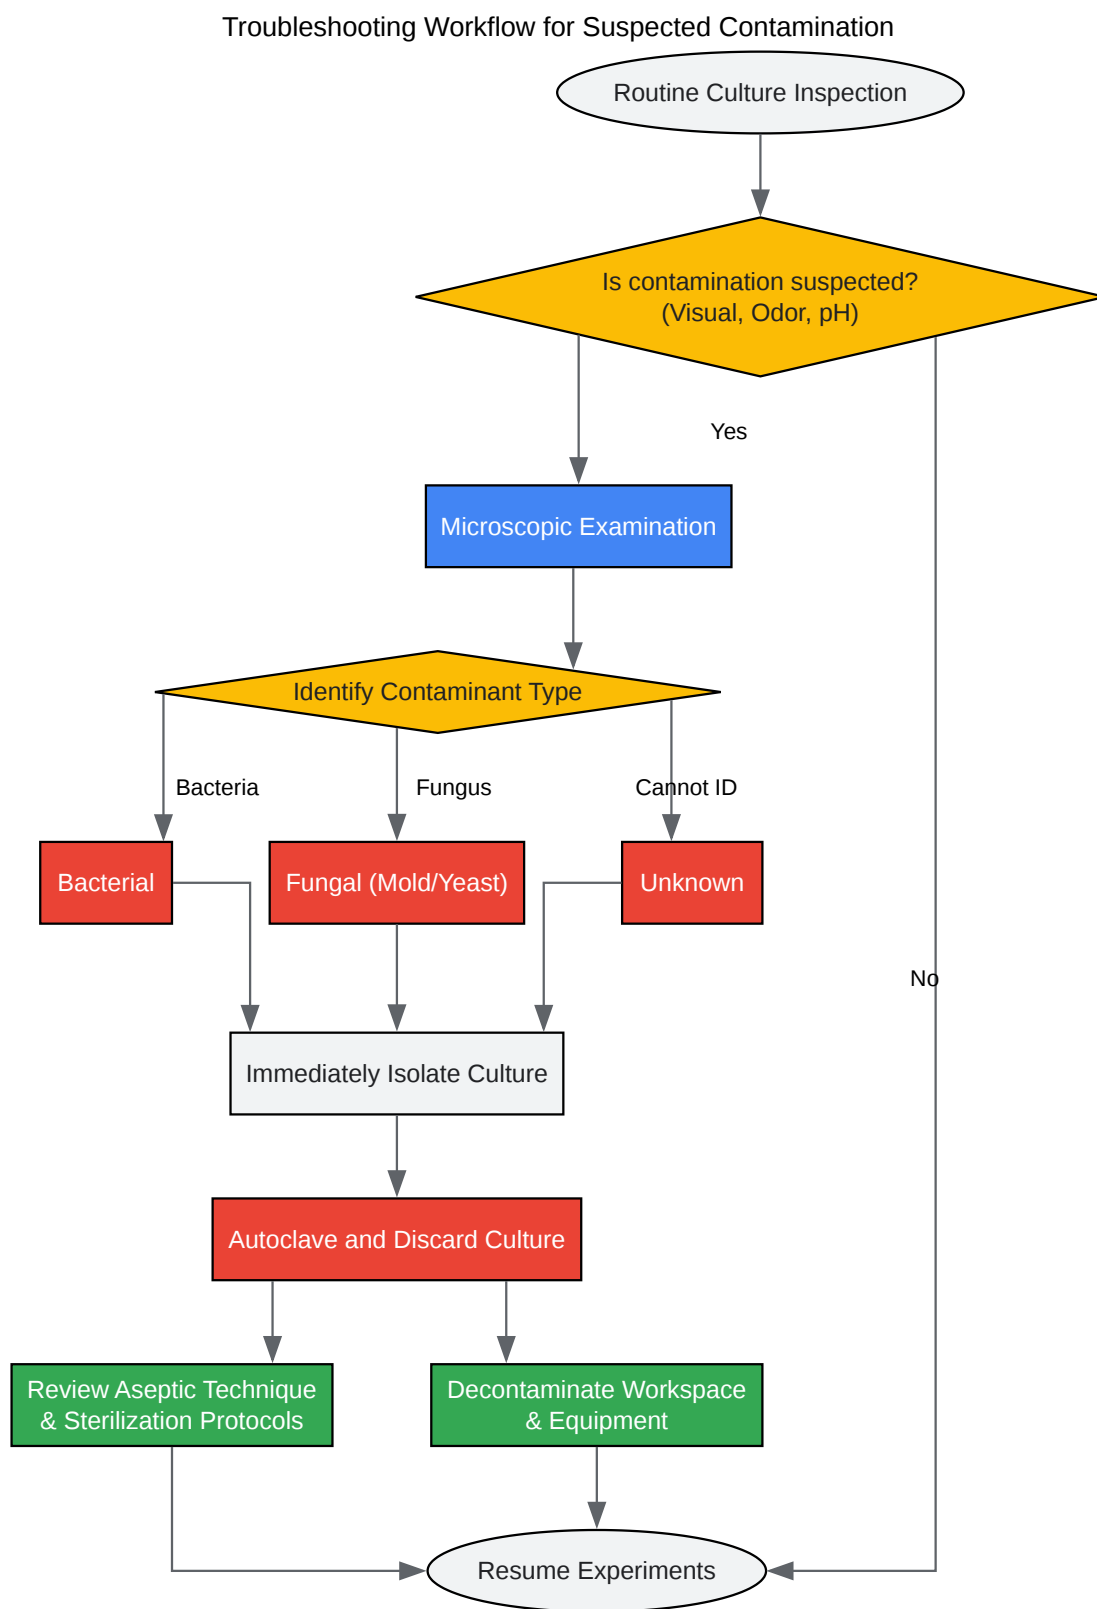 Troubleshooting Workflow for Suspected Contamination
Routine Culture Inspection
Is contamination suspected?
(Visual, Odor, pH)
Yes
Microscopic Examination
Identify Contaminant Type
Bacteria
Fungus
Cannot ID
Bacterial
Fungal (Mold/Yeast)
Unknown
No
Immediately Isolate Culture
Autoclave and Discard Culture
Review Aseptic Technique
& Sterilization Protocols
Decontaminate Workspace
& Equipment
Resume Experiments